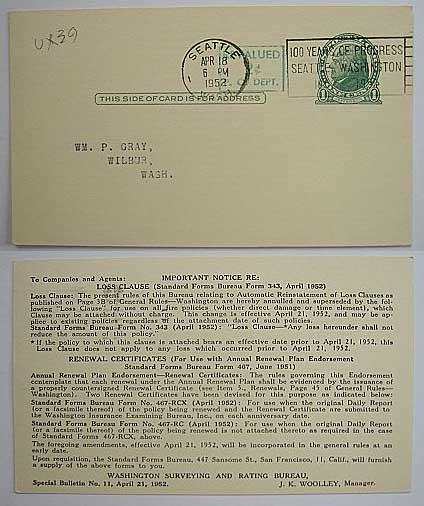 UX39
SEATTLE
1
APR 18
6 PM
1952
WASH.
REVALUED
2¢
P.O. DEPT.
100 YEARS OF PROGRESS
SEATTLE, WASHINGTON
THIS SIDE OF CARD IS FOR ADDRESS
WM. P. GRAY,
WILBUR,
WASH.
To Companies and Agents: IMPORTANT NOTICE RE:
LOSS CLAUSE (Standard Forms Bureau Form 343, April 1952)
Loss Clause: The present rules of this Bureau relating to Automatic Reinstatement of Loss Clauses as
published on Page 3B of General Rules—Washington are hereby annulled and superseded by the fol-
lowing "Loss Clause" for use with all fire policies (whether direct damage or time element), which
Clause may be attached without charge. This change is effective April 21, 1952, and may be ap-
plied to existing policies regardless of the attachment date of such policies.
Standard Forms Bureau Form No. 343 (April 1952): "Loss Clause—*Any loss hereunder shall not
reduce the amount of this policy."
* If the policy to which this clause is attached bears an effective date prior to April 21, 1952, this
Loss Clause does not apply to any loss which occurred prior to April 21, 1952.
RENEWAL CERTIFICATES (For Use with Annual Renewal Plan Endorsement
Standard Forms Bureau Form 467, June 1951)
Annual Renewal Plan Endorsement—Renewal Certificates: The rules governing this Endorsement
contemplate that each renewal under the Annual Renewal Plan shall be evidenced by the issuance of
a properly countersigned Renewal Certificate (see Item 5, Renewals, Page 45 of General Rules—
Washington). Two Renewal Certificates have been devised for this purpose as indicated below:
Standard Forms Bureau Form No. 467-RCX (April 1952): For use when the original Daily Report
(or a facsimile thereof) of the policy being renewed and the Renewal Certificate are submitted to
the Washington Insurance Examining Bureau, Inc., on each anniversary date.
Standard Forms Bureau Form No. 467-RC (April 1952): For use when the original Daily Report
(or a facsimile thereof) of the policy being renewed is not attached thereto as required in the case
of Standard Forms No. 467-RCX, above.
The foregoing amendments, effective April 21, 1952, will be incorporated in the general rules at an
early date.
Upon requisition, the Standard Forms Bureau, 447 Sansome St., San Francisco, 11, Calif., will furnish
a supply of the above forms to you.
WASHINGTON SURVEYING AND RATING BUREAU,
Special Bulletin No. 11, April 21, 1952. J. K. WOOLLEY, Manager.